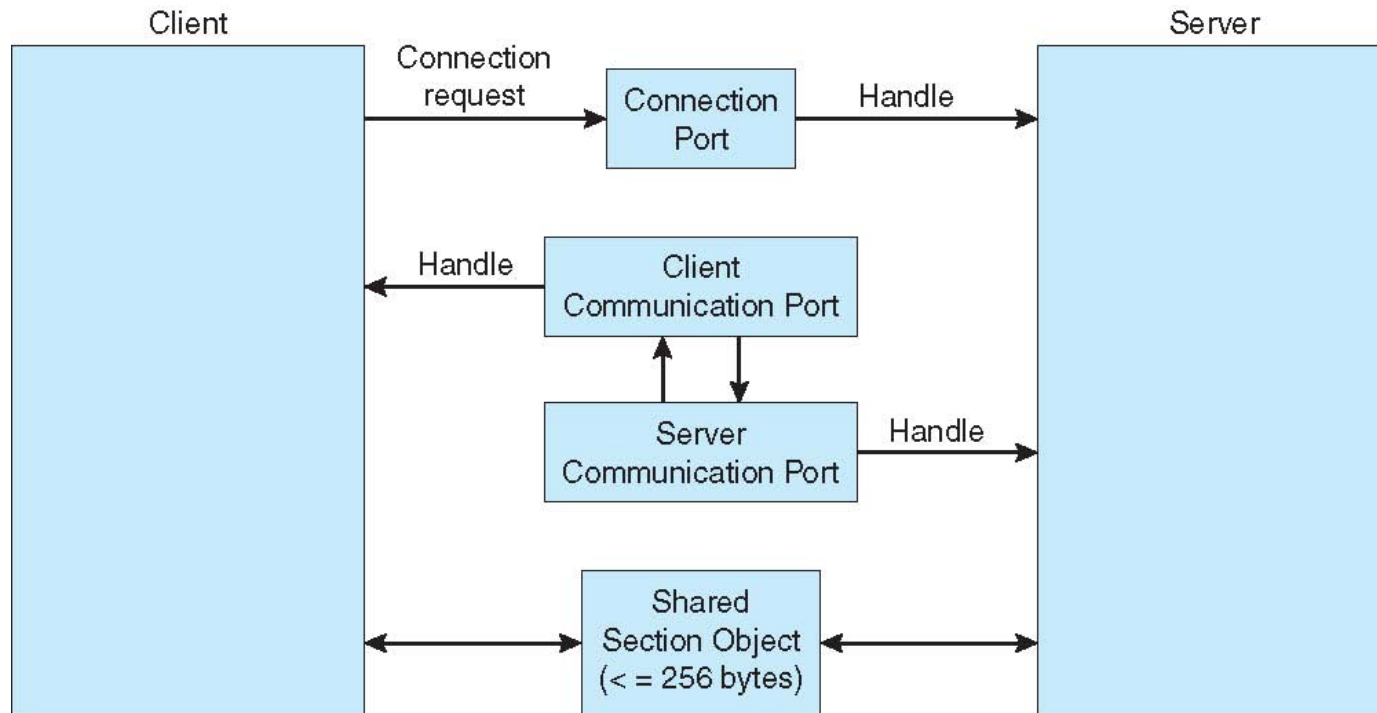 Client
Server
Connection
request
Connection
Port
Handle
Handle
Client
Communication Port
Server
Communication Port
Handle
Shared
Section Object
(< = 256 bytes)